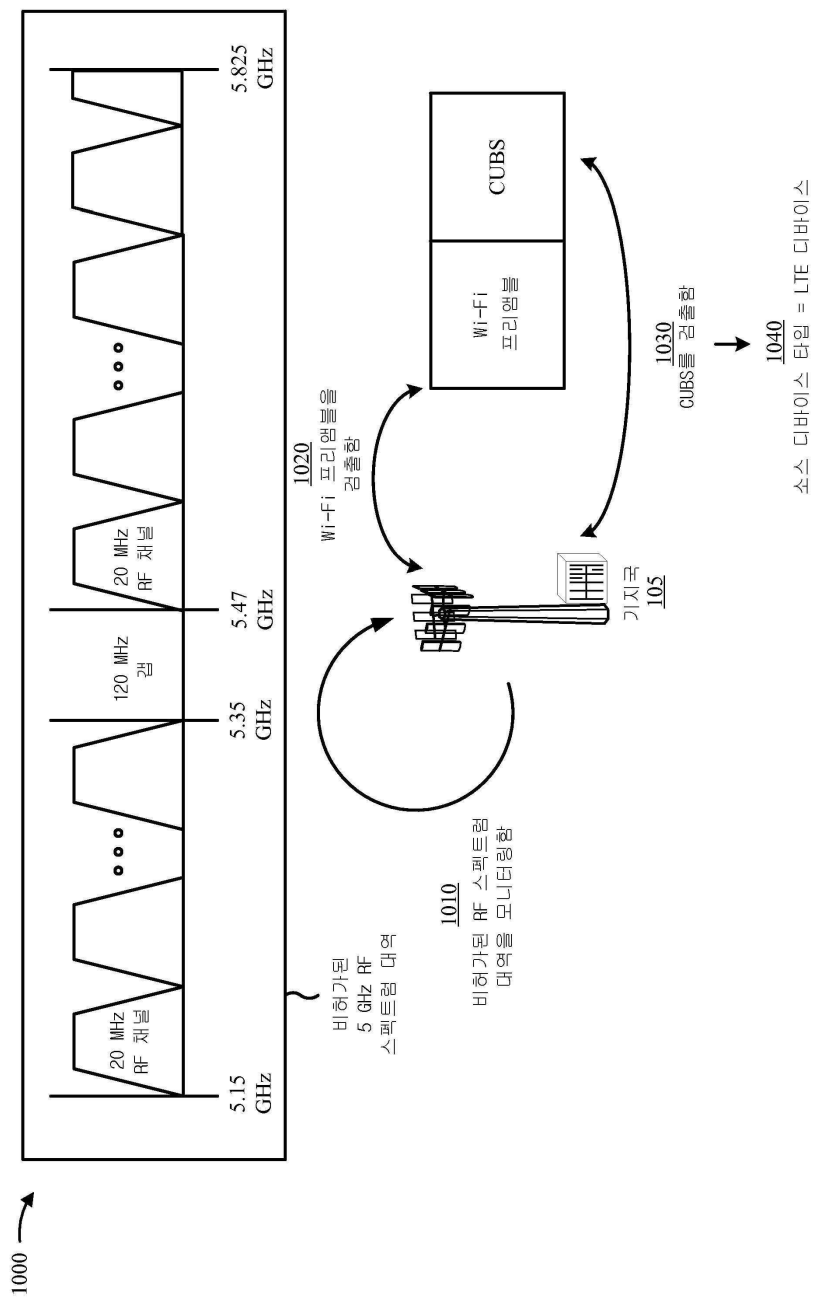 1000
20 MHz
RF 채널
120 MHz
갭
20 MHz
RF 채널
5.15
GHz
5.35
GHz
5.47
GHz
5.825
GHz
비허가된
5 GHz RF
스펙트럼 대역
1010
비허가된 RF 스펙트럼
대역을 모니터링함
1020
Wi-Fi 프리앰블을
검출함
기지국
105
Wi-Fi
프리앰블
CUBS
1030
CUBS를 검출함
1040
소스 디바이스 타입 = LTE 디바이스